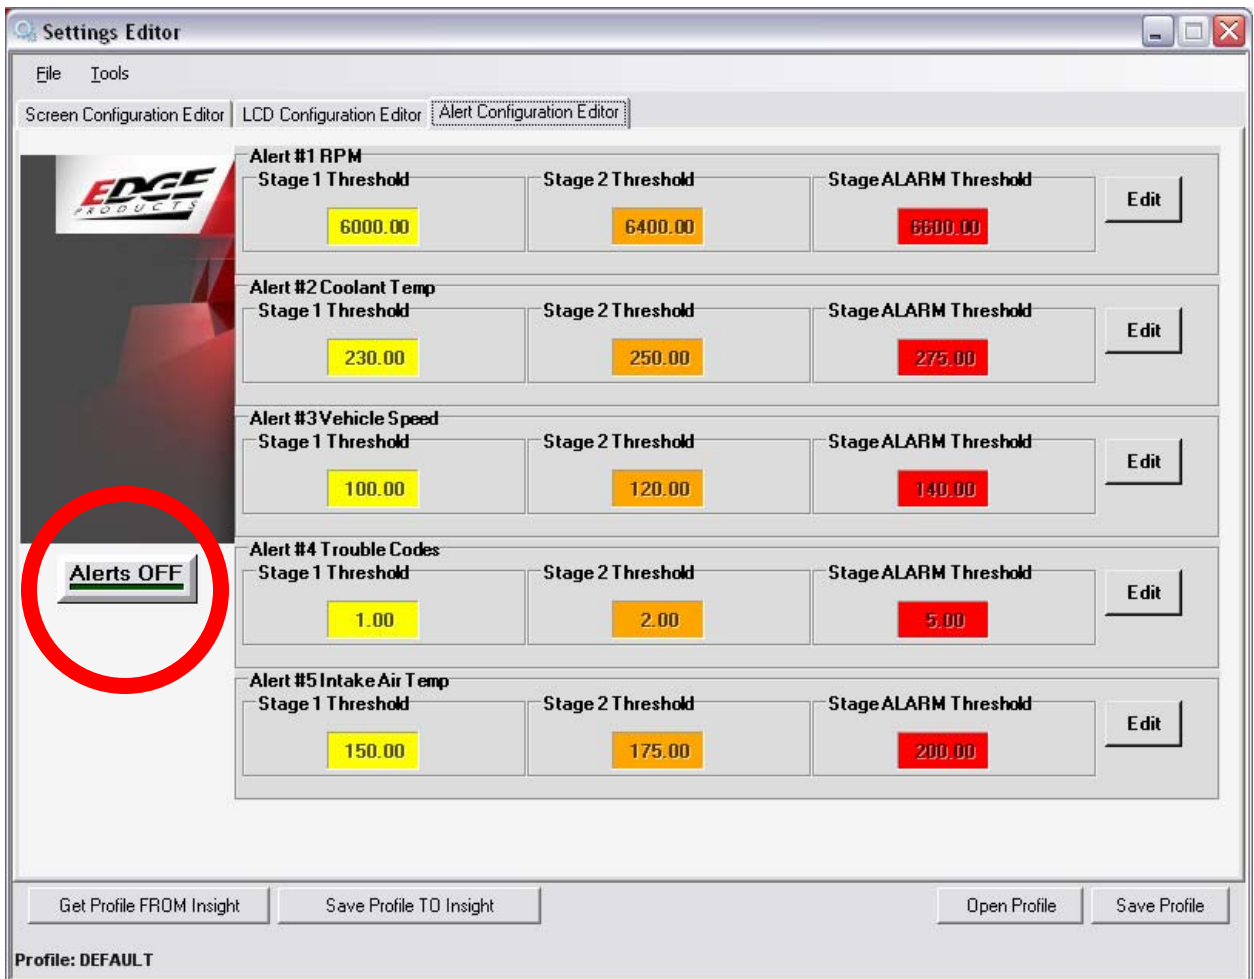 Settings Editor
File Tools
Screen Configuration Editor LCD Configuration Editor Alert Configuration Editor
EDGE
PRODUCTS
Alerts OFF
Alert #1 RPM
Stage 1 Threshold Stage 2 Threshold Stage ALARM Threshold
6000.00 6400.00 6600.00 Edit
Alert #2 Coolant Temp
Stage 1 Threshold Stage 2 Threshold Stage ALARM Threshold
230.00 250.00 275.00 Edit
Alert #3 Vehicle Speed
Stage 1 Threshold Stage 2 Threshold Stage ALARM Threshold
100.00 120.00 140.00 Edit
Alert #4 Trouble Codes
Stage 1 Threshold Stage 2 Threshold Stage ALARM Threshold
1.00 2.00 5.00 Edit
Alert #5 Intake Air Temp
Stage 1 Threshold Stage 2 Threshold Stage ALARM Threshold
150.00 175.00 200.00 Edit
Get Profile FROM Insight Save Profile TO Insight Open Profile Save Profile
Profile: DEFAULT